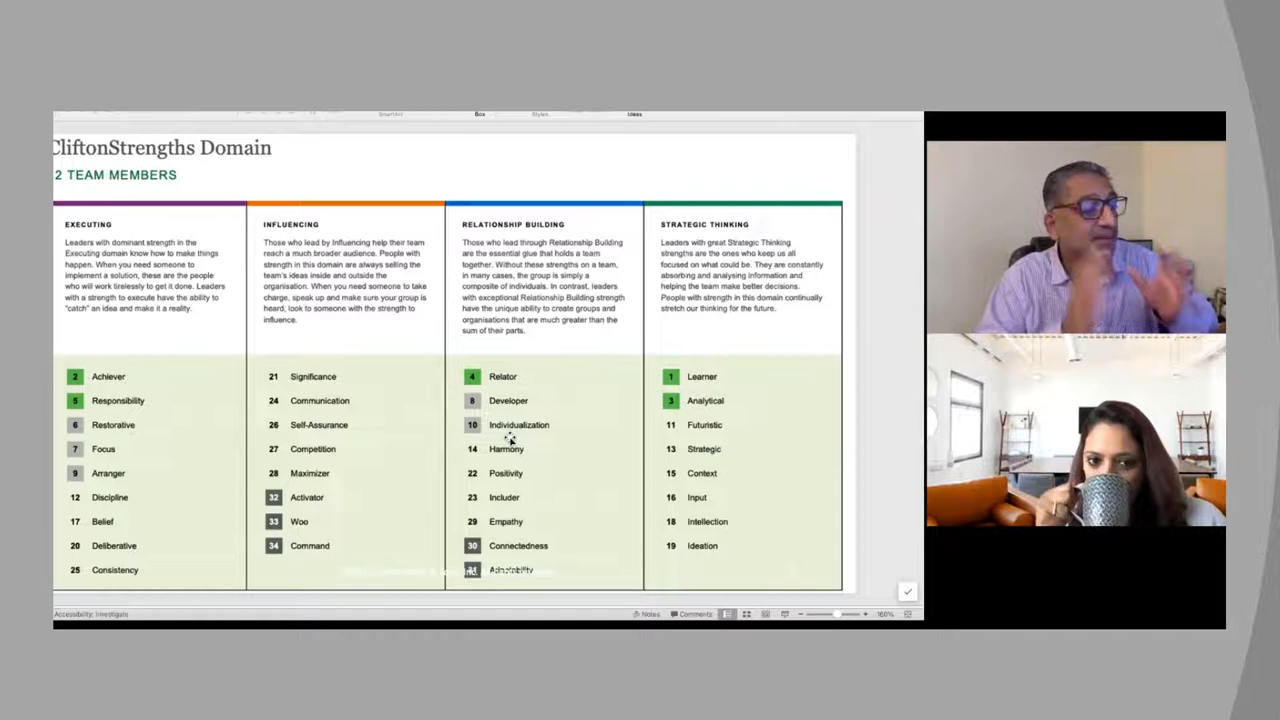 SmartArt
Box
Styles
Ideas
CliftonStrengths Domain
2 TEAM MEMBERS
EXECUTING
Leaders with dominant strength in the
Executing domain know how to make things
happen. When you need someone to
implement a solution, these are the people
who will work tirelessly to get it done. Leaders
with a strength to execute have the ability to
"catch" an idea and make it a reality.
2 Achiever
5 Responsibility
6 Restorative
7 Focus
9 Arranger
12 Discipline
17 Belief
20 Deliberative
25 Consistency
INFLUENCING
Those who lead by Influencing help their team
reach a much broader audience. People with
strength in this domain are always selling the
team's ideas inside and outside the
organisation. When you need someone to take
charge, speak up and make sure your group is
heard, look to someone with the strength to
influence.
21 Significance
24 Communication
26 Self-Assurance
27 Competition
28 Maximizer
32 Activator
33 Woo
34 Command
RELATIONSHIP BUILDING
Those who lead through Relationship Building
are the essential glue that holds a team
together. Without these strengths on a team,
in many cases, the group is simply a
composite of individuals. In contrast, leaders
with exceptional Relationship Building strength
have the unique ability to create groups and
organisations that are much greater than the
sum of their parts.
4 Relator
8 Developer
10 Individualization
14 Harmony
22 Positivity
23 Includer
29 Empathy
30 Connectedness
31 Adaptability
STRATEGIC THINKING
Leaders with great Strategic Thinking
strengths are the ones who keep us all
focused on what could be. They are constantly
absorbing and analysing information and
helping the team make better decisions.
People with strength in this domain continually
stretch our thinking for the future.
1 Learner
3 Analytical
11 Futuristic
13 Strategic
15 Context
16 Input
18 Intellection
19 Ideation
Accessibility: Investigate
Notes
Comments
160%